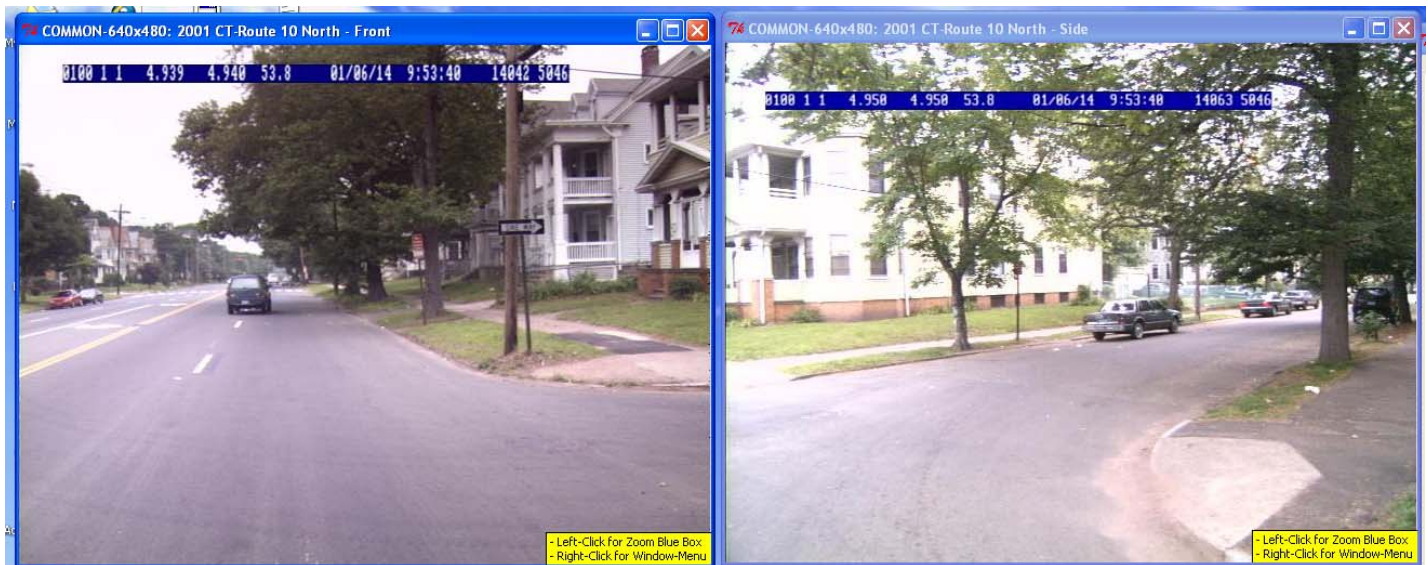 COMMON-640x480: 2001 CT-Route 10 North - Front
0100 1 1 4.939 4.940 53.8 01/06/14 9:53:40 14042 5046
ONE WAY
- Left-Click for Zoom Blue Box
- Right-Click for Window-Menu
COMMON-640x480: 2001 CT-Route 10 North - Side
0100 1 1 4.950 4.950 53.8 01/06/14 9:53:40 14063 5046
- Left-Click for Zoom Blue Box
- Right-Click for Window-Menu